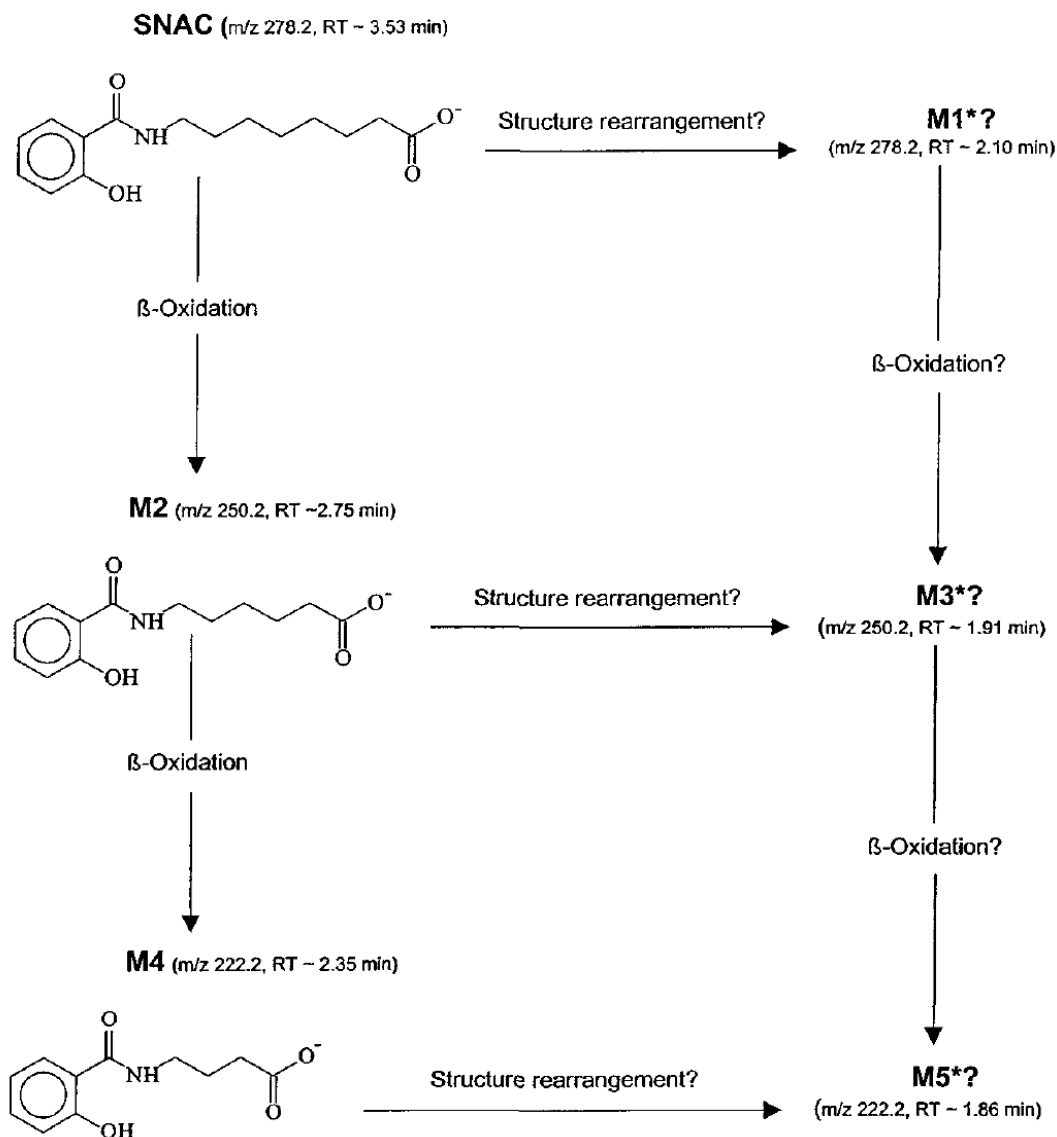 SNAC (m/z 278.2, RT ~ 3.53 min)
O
NH
O⁻
O
OH
Structure rearrangement?
M1*?
(m/z 278.2, RT ~ 2.10 min)
ß-Oxidation
ß-Oxidation?
M2 (m/z 250.2, RT ~2.75 min)
O
NH
O⁻
O
OH
Structure rearrangement?
M3*?
(m/z 250.2, RT ~ 1.91 min)
ß-Oxidation
ß-Oxidation?
M4 (m/z 222.2, RT ~ 2.35 min)
O
NH
O⁻
O
OH
Structure rearrangement?
M5*?
(m/z 222.2, RT ~ 1.86 min)